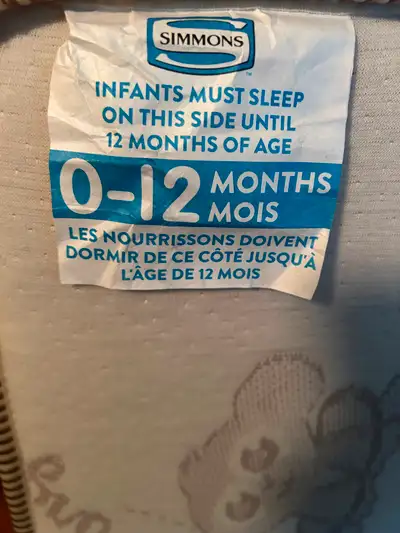 SIMMONS
™
INFANTS MUST SLEEP
ON THIS SIDE UNTIL
12 MONTHS OF AGE
0-12 MONTHS
MOIS
LES NOURRISSONS DOIVENT
DORMIR DE CE CÔTÉ JUSQU'À
L'ÂGE DE 12 MOIS